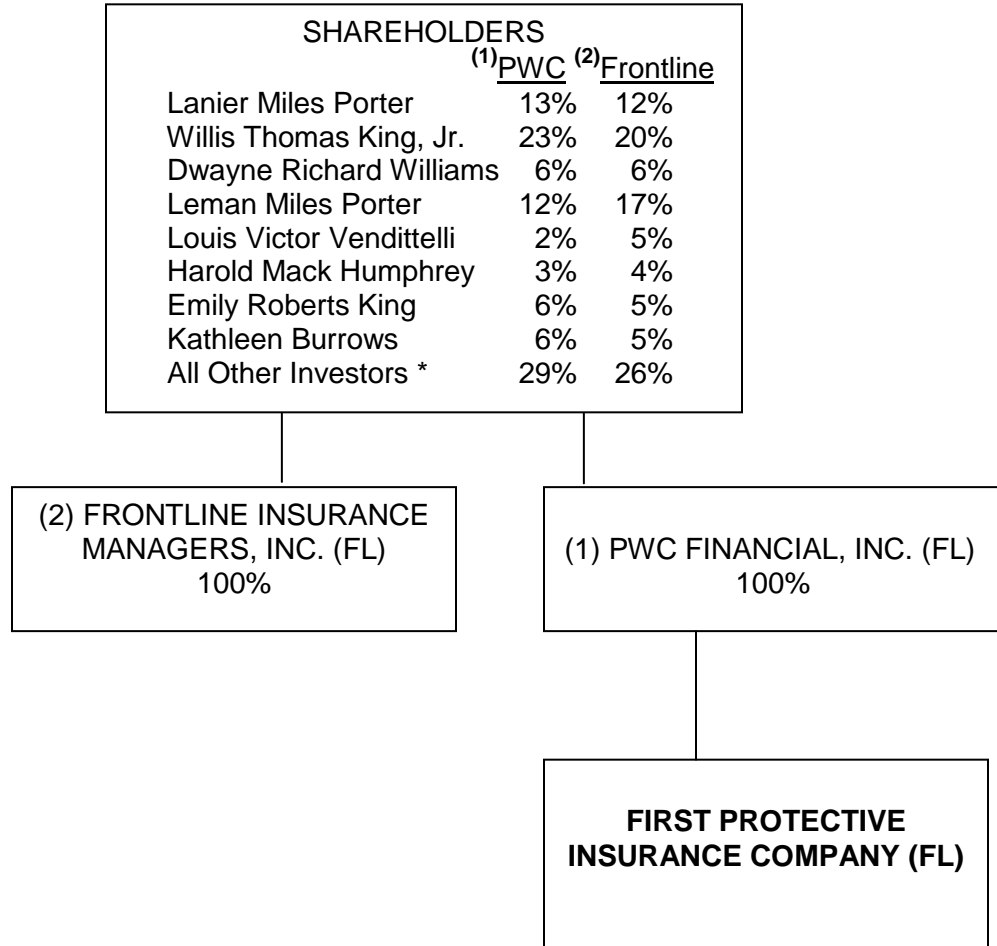 SHAREHOLDERS
(1)PWC (2)Frontline
Lanier Miles Porter 13% 12%
Willis Thomas King, Jr. 23% 20%
Dwayne Richard Williams 6% 6%
Leman Miles Porter 12% 17%
Louis Victor Vendittelli 2% 5%
Harold Mack Humphrey 3% 4%
Emily Roberts King 6% 5%
Kathleen Burrows 6% 5%
All Other Investors * 29% 26%
(2) FRONTLINE INSURANCE
MANAGERS, INC. (FL)
100%
(1) PWC FINANCIAL, INC. (FL)
100%
FIRST PROTECTIVE
INSURANCE COMPANY (FL)